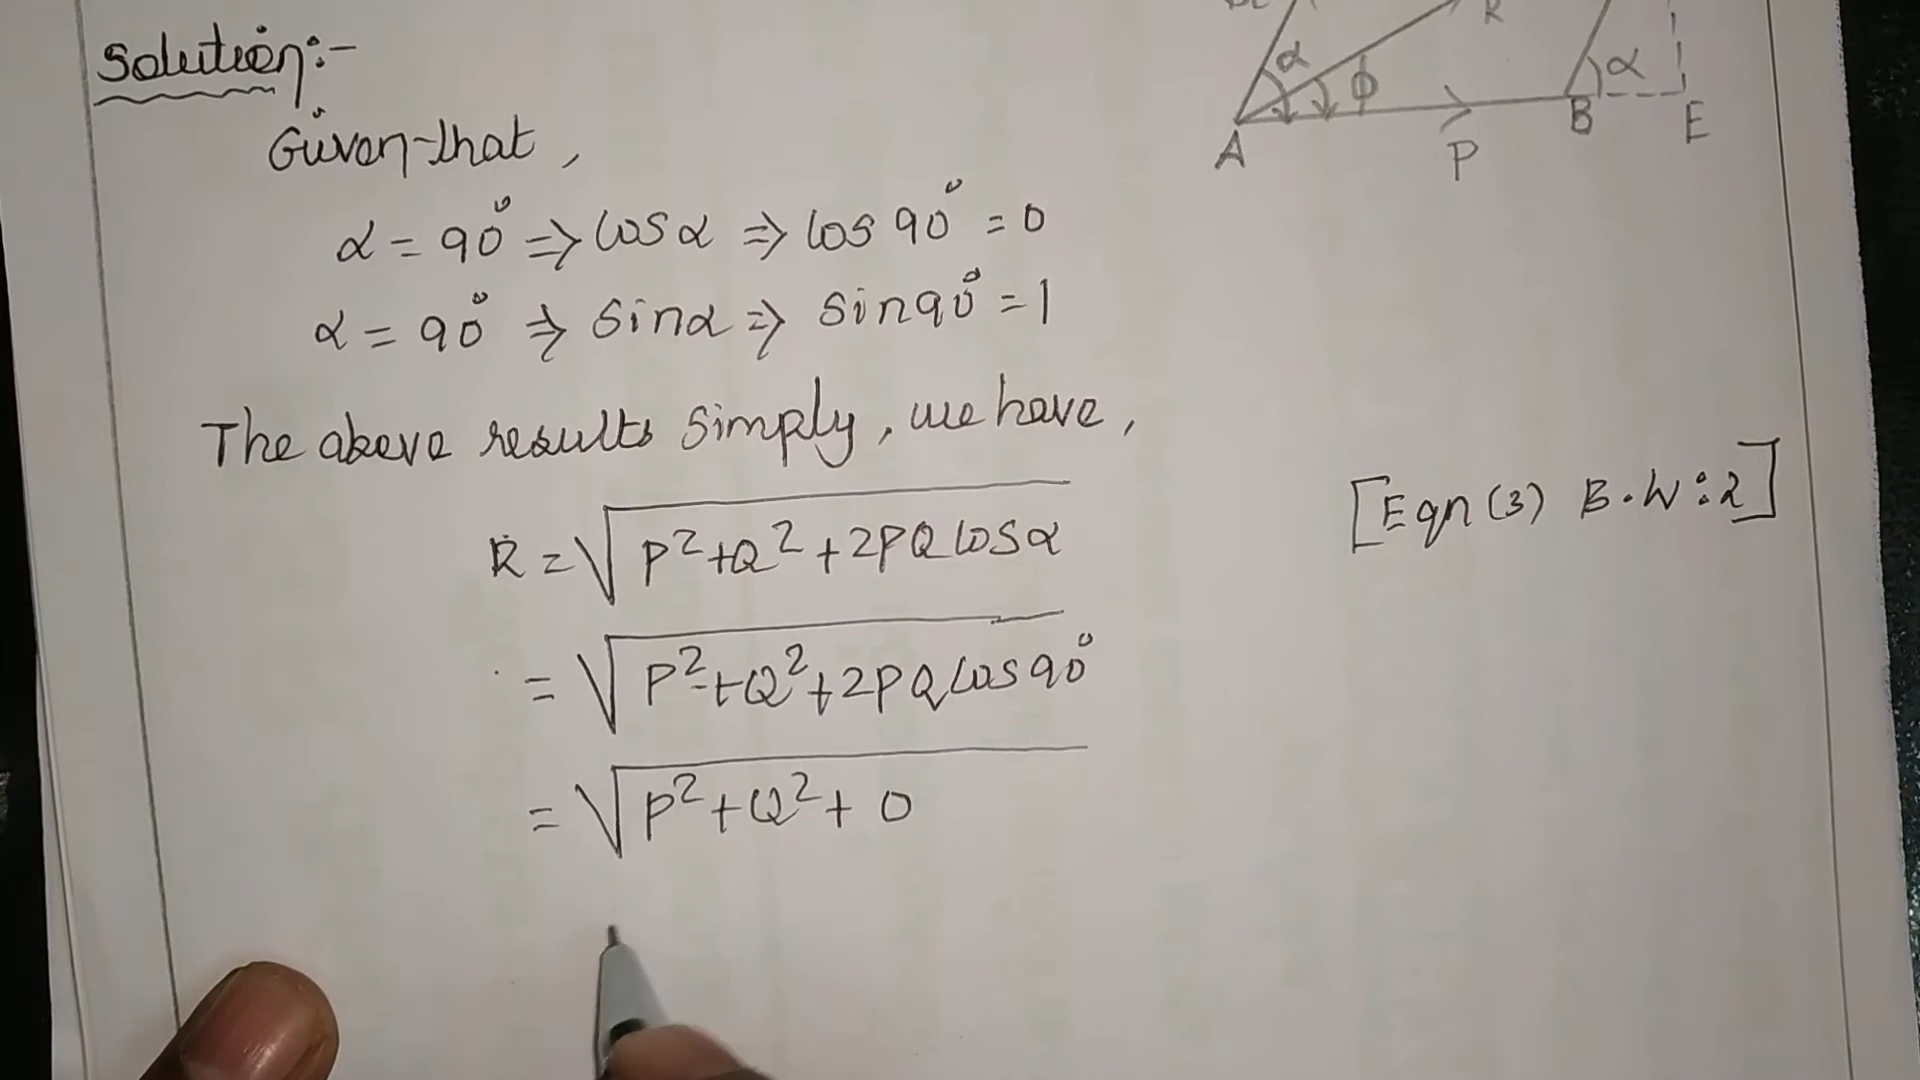 Solution:-
Given that,
α = 90° ⇒ cos α ⇒ cos 90° = 0
α = 90° ⇒ sin α ⇒ sin 90° = 1
The above results simply, we have,
R = √(P² + Q² + 2PQ cos α)
[Eqn (3) B.W:2]
= √(P² + Q² + 2PQ cos 90°)
= √(P² + Q² + 0)
R
α
ϕ
α
A
P
B
E